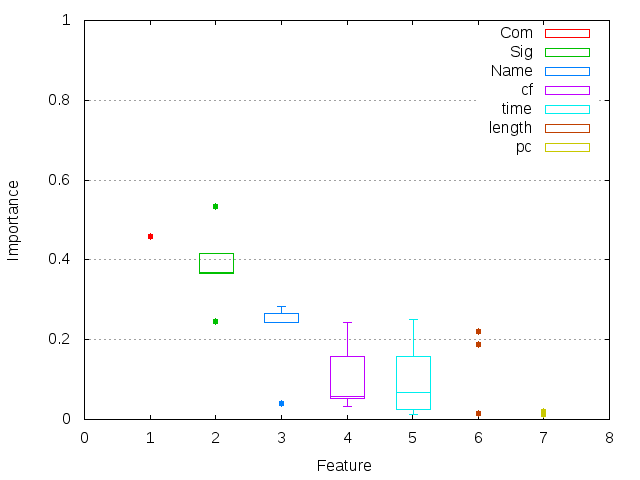 1
Com
Sig
0.8
Name
cf
time
length
pc
0.6
Importance
0.4
0.2
0
0 1 2 3 4 5 6 7 8
Feature